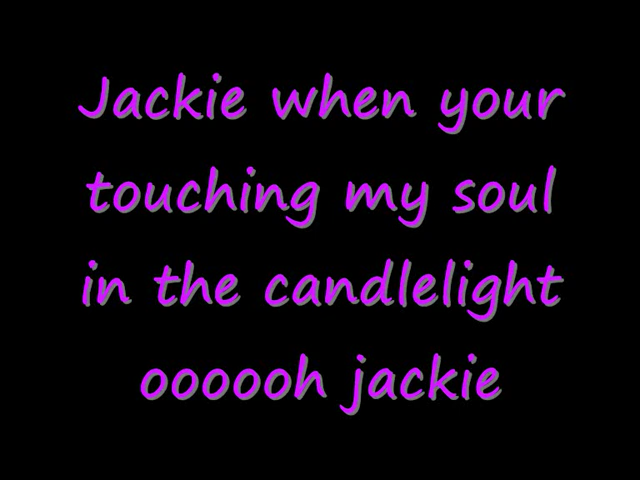 Jackie when your
touching my soul
in the candlelight
oooooh jackie